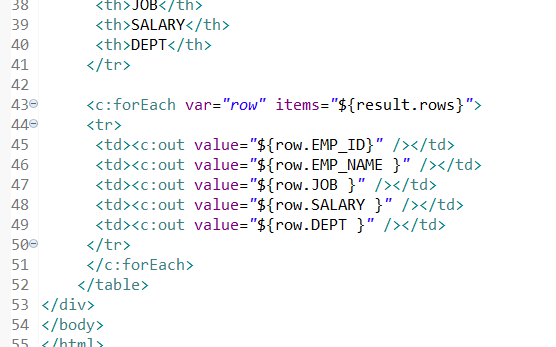 38 <th>JOB</th>
39 <th>SALARY</th>
40 <th>DEPT</th>
41 </tr>
42
43 <c:forEach var="row" items="${result.rows}">
44 <tr>
45 <td><c:out value="${row.EMP_ID}" /></td>
46 <td><c:out value="${row.EMP_NAME }" /></td>
47 <td><c:out value="${row.JOB }" /></td>
48 <td><c:out value="${row.SALARY }" /></td>
49 <td><c:out value="${row.DEPT }" /></td>
50 </tr>
51 </c:forEach>
52 </table>
53 </div>
54 </body>
55 </html>